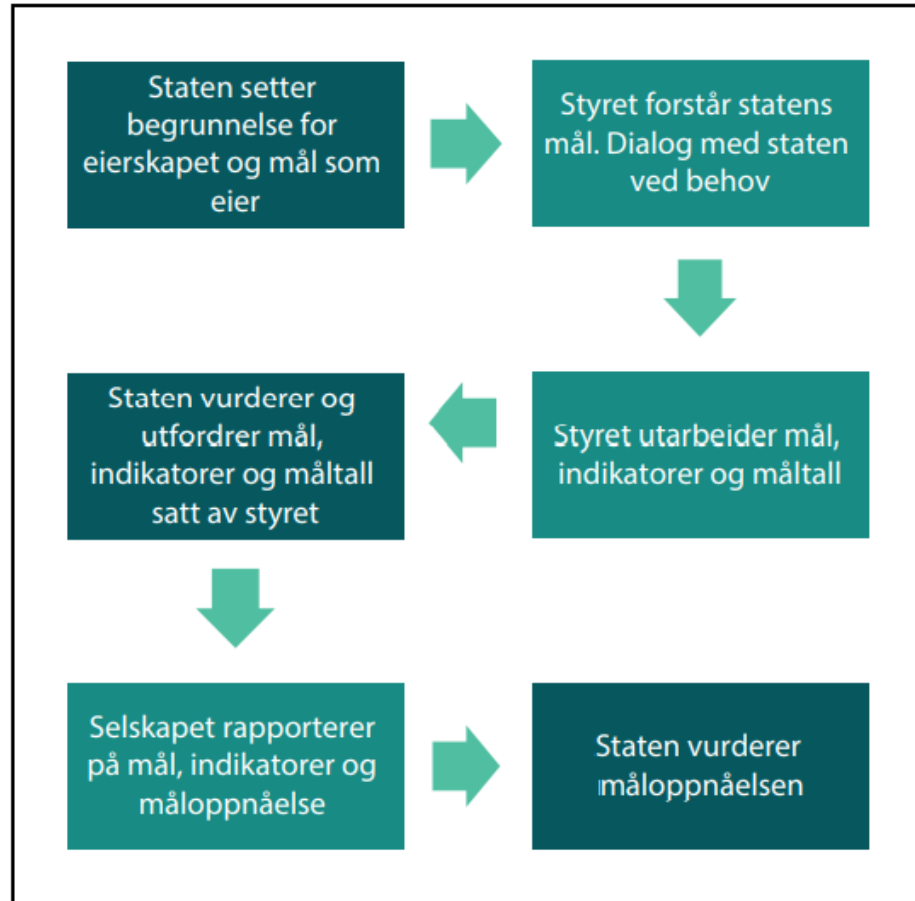 Staten setter
begrunnelse for
eierskapet og mål som
eier
Styret forstår statens
mål. Dialog med staten
ved behov
Styret utarbeider mål,
indikatorer og måltall
Staten vurderer og
utfordrer mål,
indikatorer og måltall
satt av styret
Selskapet rapporterer
på mål, indikatorer og
måloppnåelse
Staten vurderer
måloppnåelsen